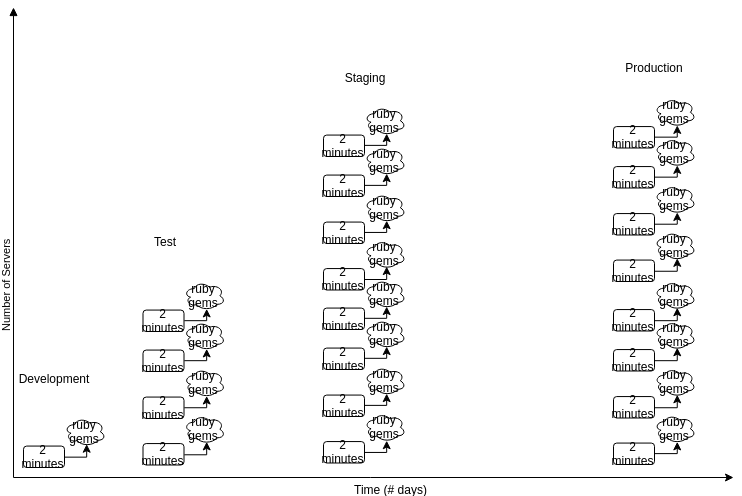 Number of Servers
Development
ruby
gems
2
minutes
Test
ruby
gems
2
minutes
ruby
gems
2
minutes
ruby
gems
2
minutes
ruby
gems
2
minutes
Staging
ruby
gems
2
minutes
ruby
gems
2
minutes
ruby
gems
2
minutes
ruby
gems
2
minutes
ruby
gems
2
minutes
ruby
gems
2
minutes
ruby
gems
2
minutes
ruby
gems
2
minutes
Production
ruby
gems
2
minutes
ruby
gems
2
minutes
ruby
gems
2
minutes
ruby
gems
2
minutes
ruby
gems
2
minutes
ruby
gems
2
minutes
ruby
gems
2
minutes
ruby
gems
2
minutes
Time (# days)